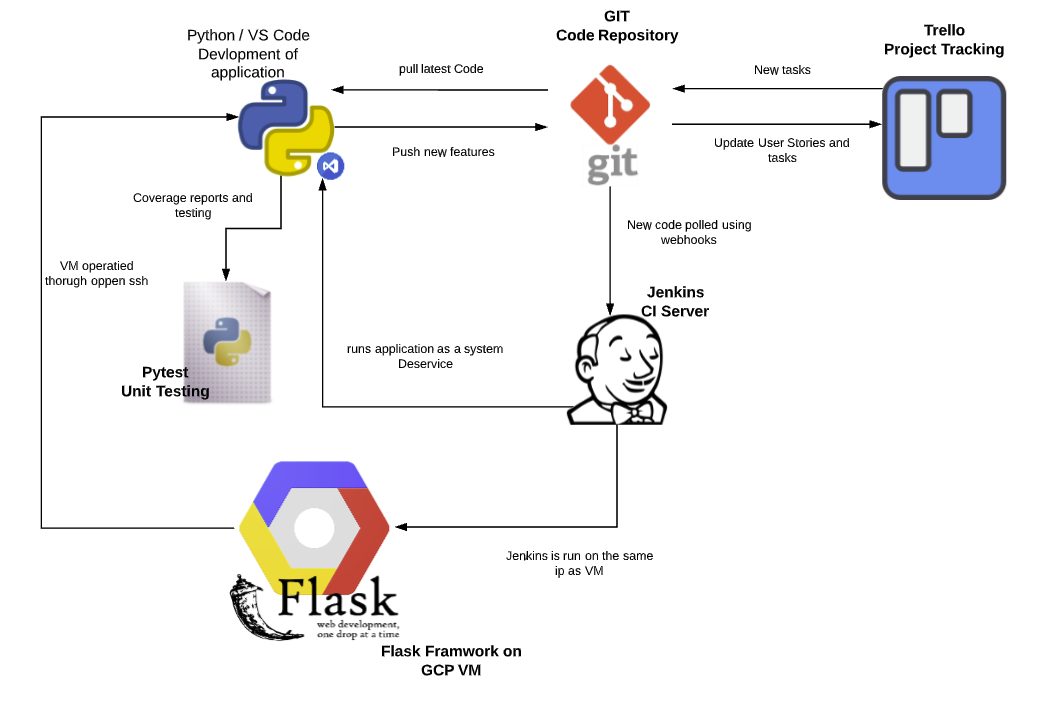 GIT
Code Repository
Trello
Project Tracking
Python / VS Code
Devlopment of
application
pull latest Code
New tasks
Push new features
Update User Stories and
tasks
git
Coverage reports and
testing
New code polled using
webhooks
VM operatied
thorugh oppen ssh
Jenkins
CI Server
runs application as a system
Deservice
Pytest
Unit Testing
Jenkins is run on the same
ip as VM
Flask
web development,
one drop at a time
Flask Framwork on
GCP VM